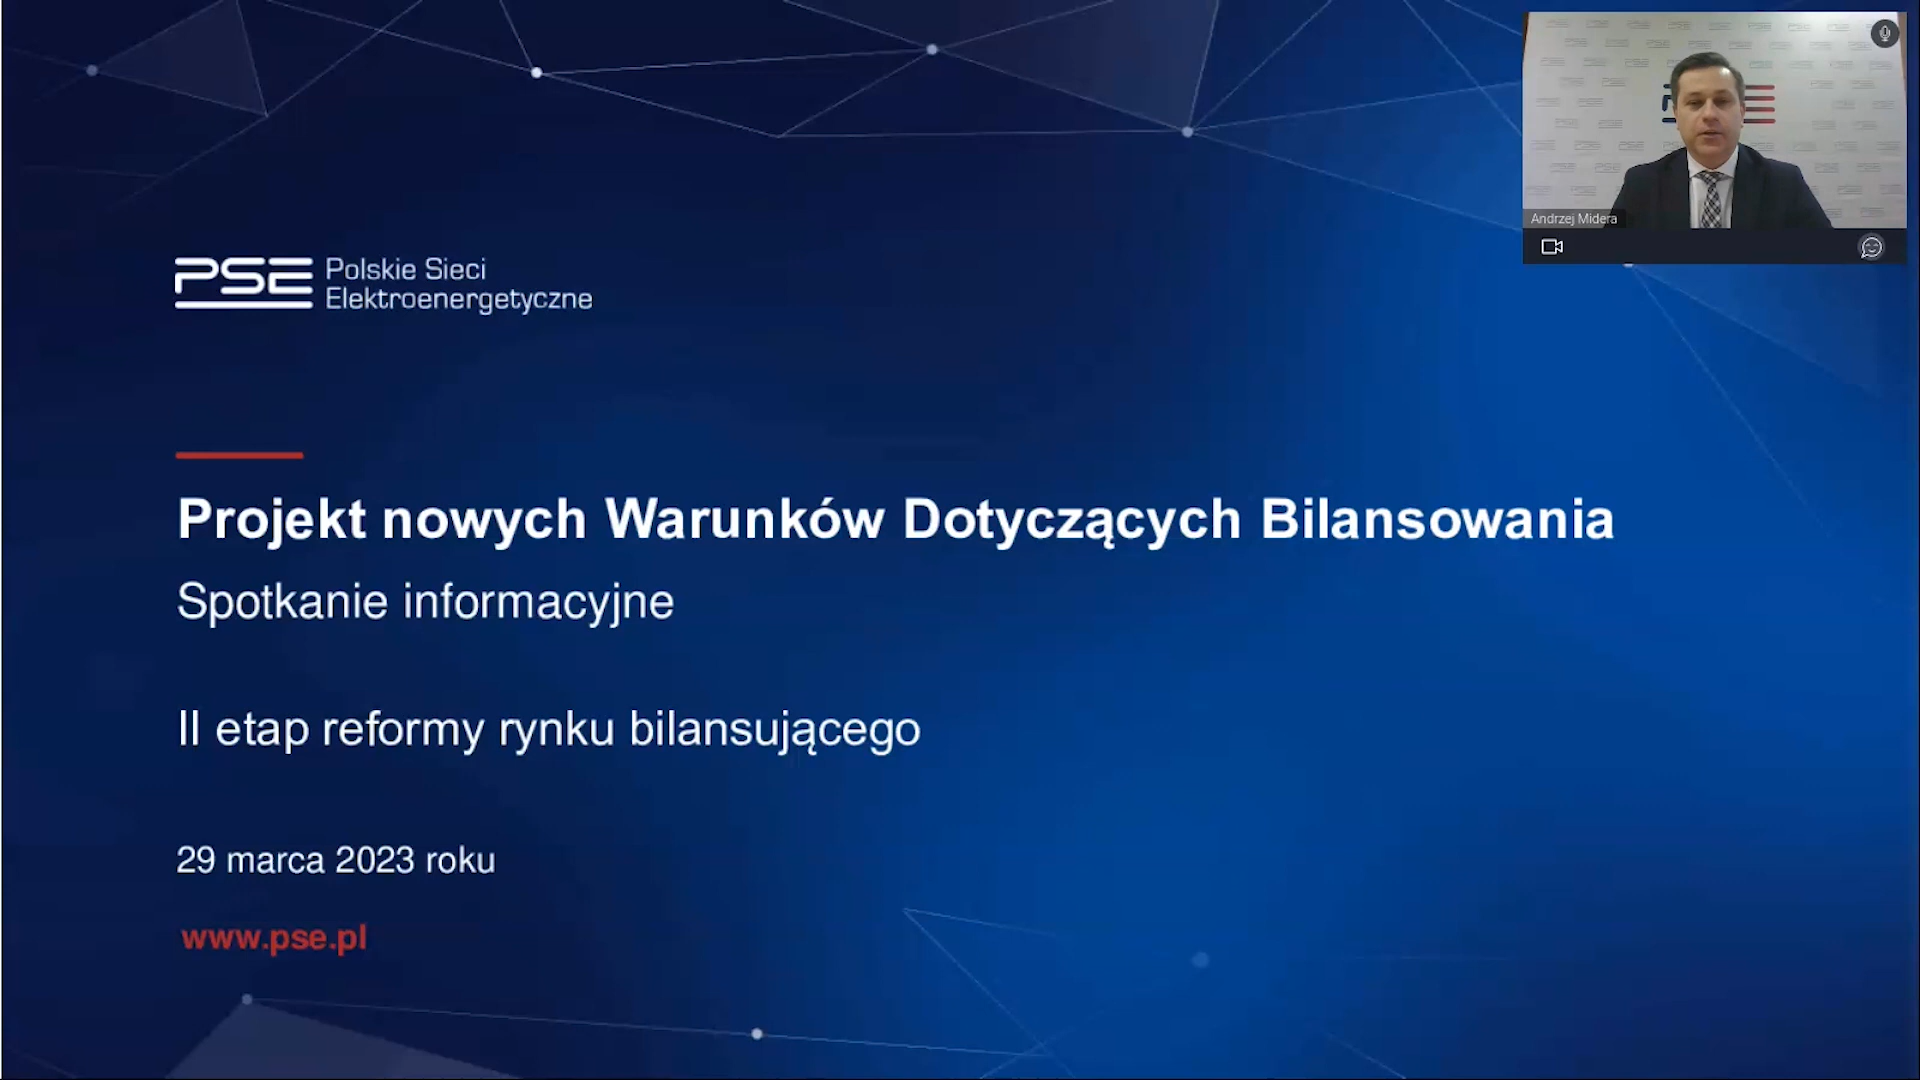 PSE Polskie Sieci
Elektroenergetyczne
Projekt nowych Warunków Dotyczących Bilansowania
Spotkanie informacyjne
II etap reformy rynku bilansującego
29 marca 2023 roku
www.pse.pl
Andrzej Midera